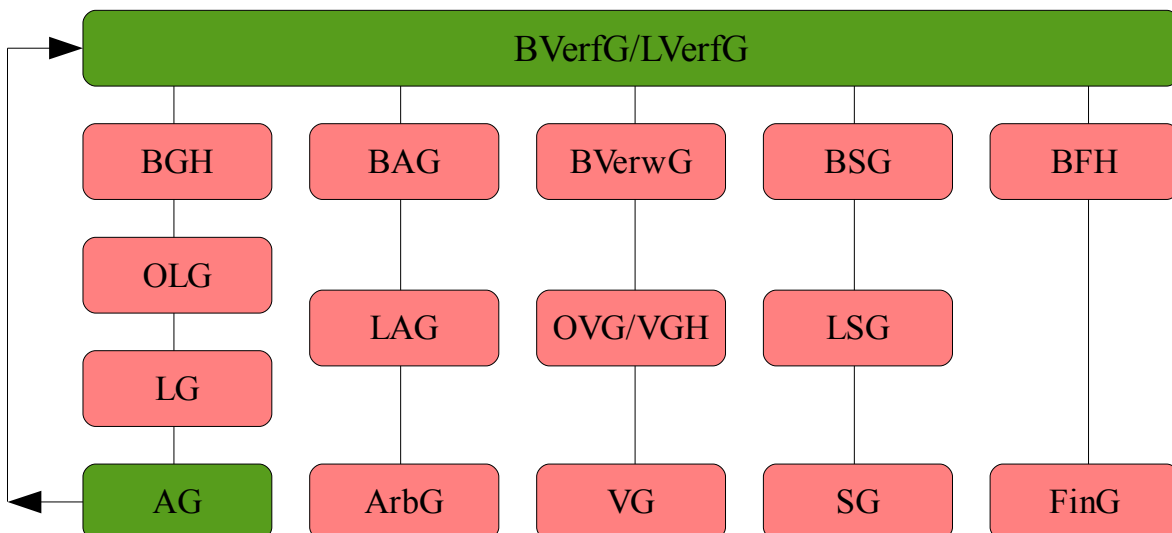 BVerfG/LVerfG
BGH
BAG
BVerwG
BSG
BFH
OLG
LAG
OVG/VGH
LSG
LG
AG
ArbG
VG
SG
FinG